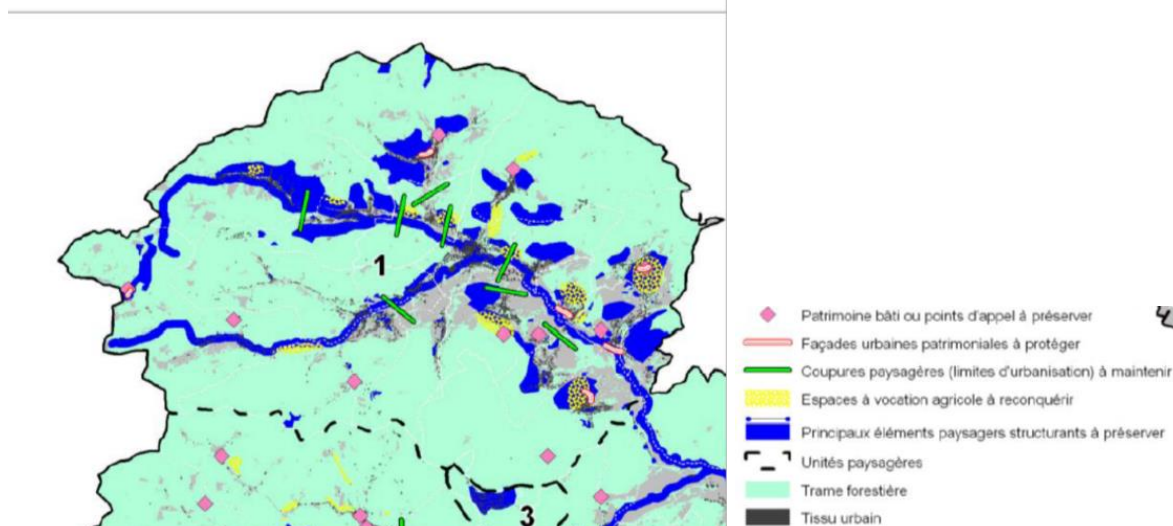 1
3
Patrimoine bâti ou points d'appel à préserver
Façades urbaines patrimoniales à protéger
Coupures paysagères (limites d'urbanisation) à maintenir
Espaces à vocation agricole à reconquérir
Principaux éléments paysagers structurants à préserver
Unités paysagères
Trame forestière
Tissu urbain